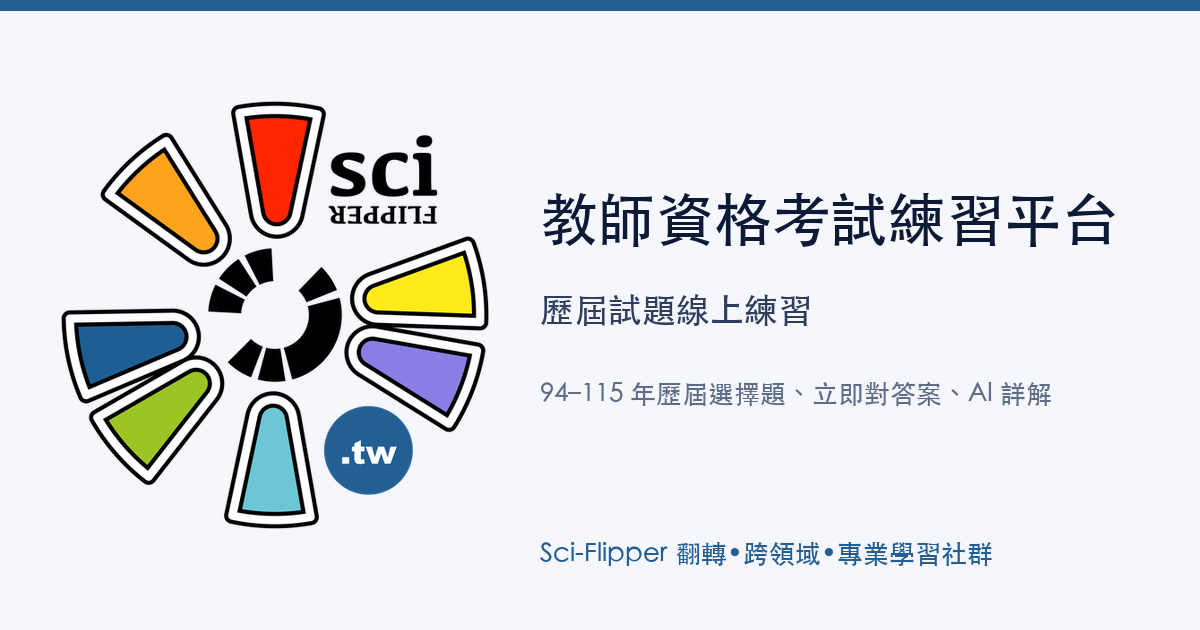 sci
FLIPPER
.tw
教師資格考試練習平台
歷屆試題線上練習
94–115 年歷屆選擇題、立即對答案、AI 詳解
Sci-Flipper 翻轉•跨領域•專業學習社群